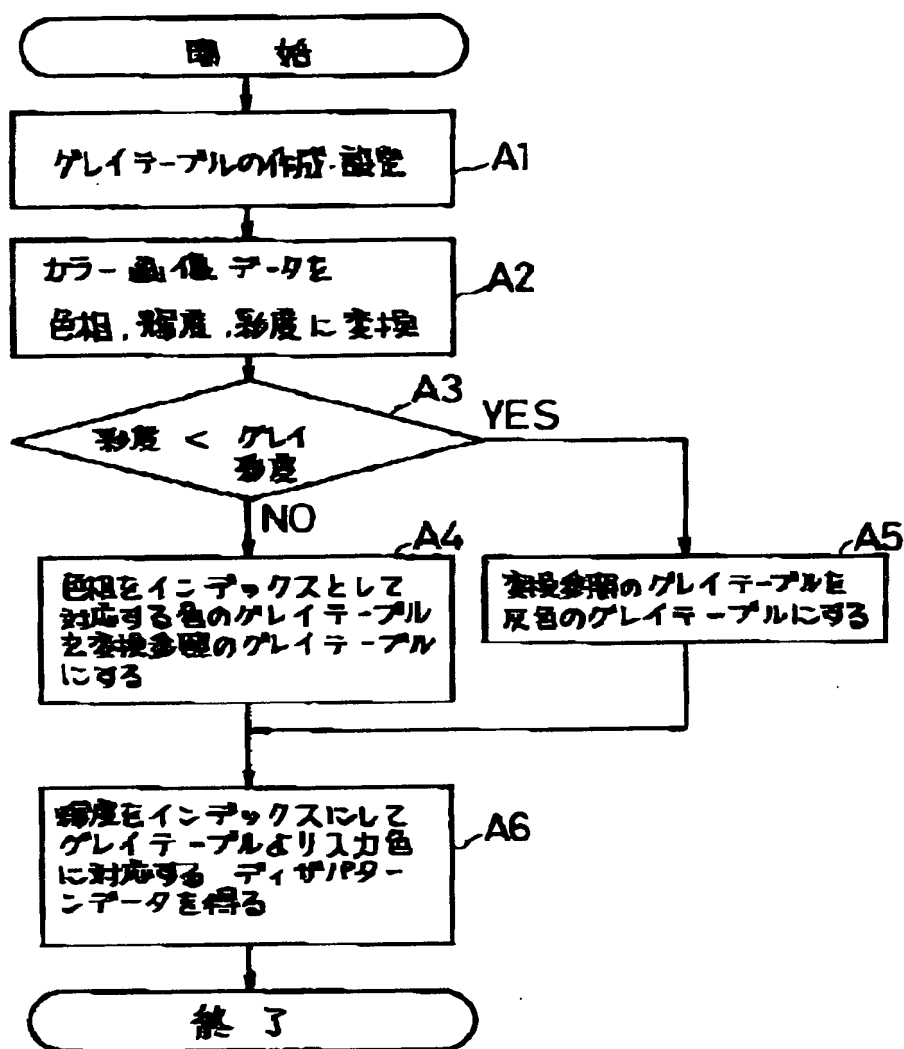 開 始
グレイテーブルの作成・設定
A1
カラー画像データを
色相,輝度,彩度に変換
A2
A3
彩度 < グレイ
彩度
YES
NO
A4
色相をインデックスとして
対応する色のグレイテーブル
を変換参照のグレイテーブル
にする
A5
変換参照のグレイテーブルを
灰色のグレイテーブルにする
輝度をインデックスにして
グレイテーブルより入力色
に対応する ディザパター
ンデータを得る
A6
終 了